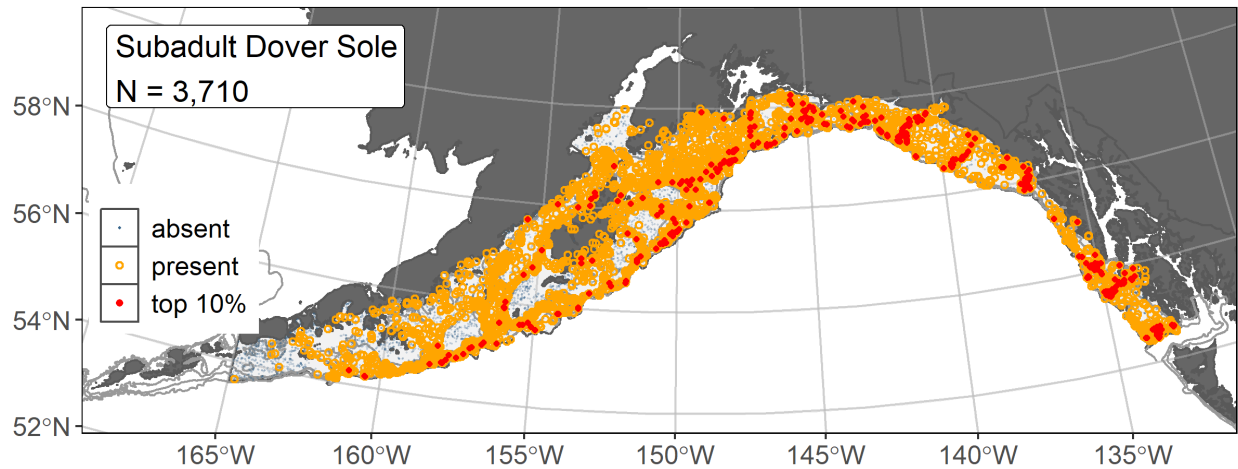 Subadult Dover Sole
N = 3,710
58°N
56°N
54°N
52°N
absent
present
top 10%
165°W
160°W
155°W
150°W
145°W
140°W
135°W